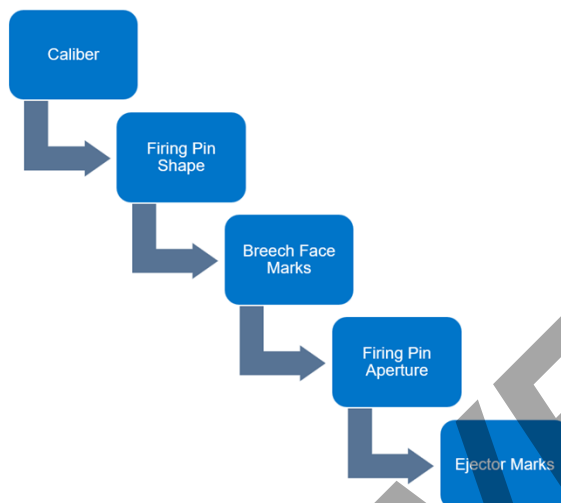 Caliber
Firing Pin
Shape
Breech Face
Marks
Firing Pin
Aperture
Ejector Marks